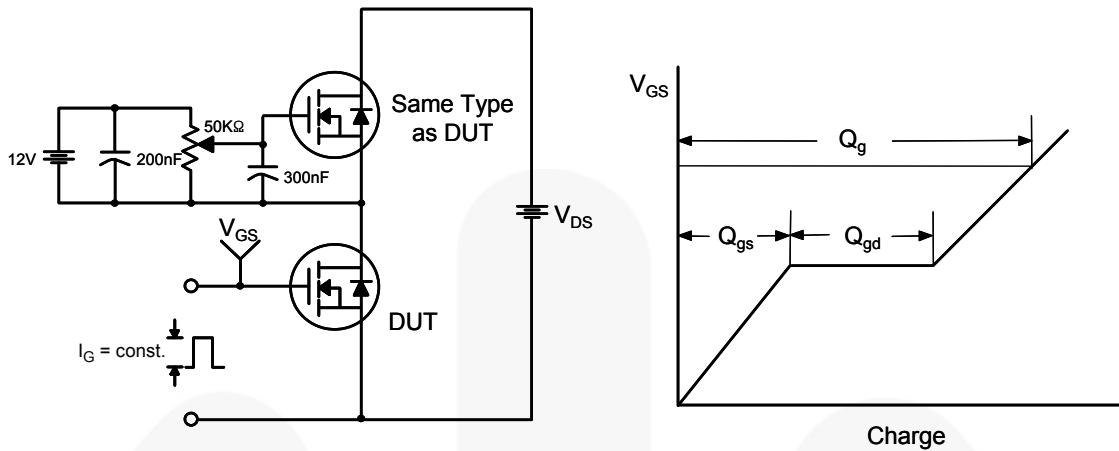 Same Type
as DUT
50KΩ
12V
200nF
300nF
V_GS
V_DS
DUT
I_G = const.
V_GS
Q_g
Q_gs
Q_gd
Charge